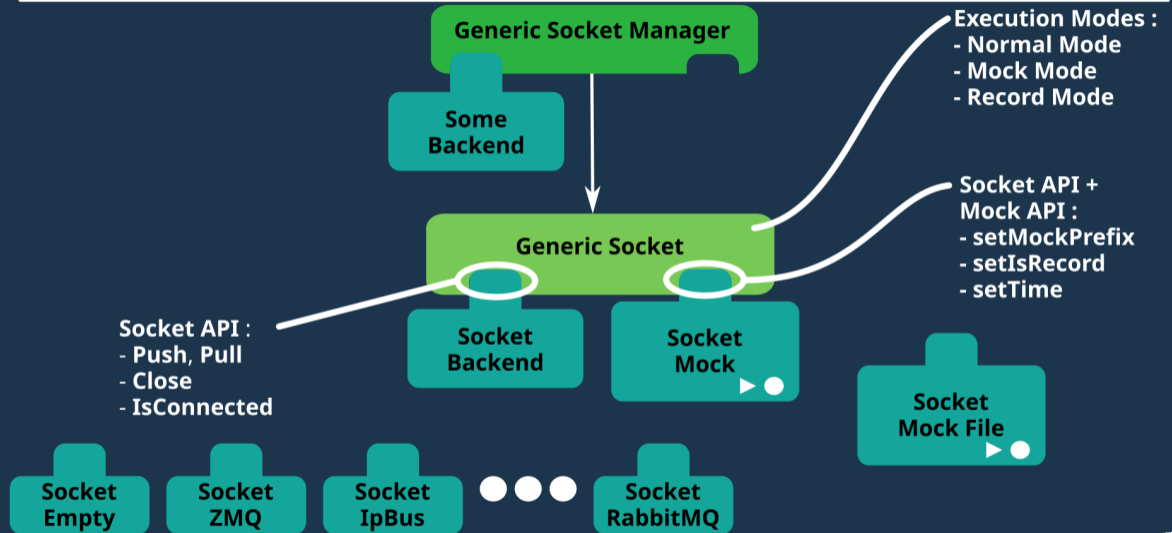 Generic Socket Manager
Some
Backend
Execution Modes :
- Normal Mode
- Mock Mode
- Record Mode
Generic Socket
Socket API +
Mock API :
- setMockPrefix
- setIsRecord
- setTime
Socket API :
- Push, Pull
- Close
- IsConnected
Socket
Backend
Socket
Mock
Socket
Mock File
Socket
Empty
Socket
ZMQ
Socket
IpBus
Socket
RabbitMQ